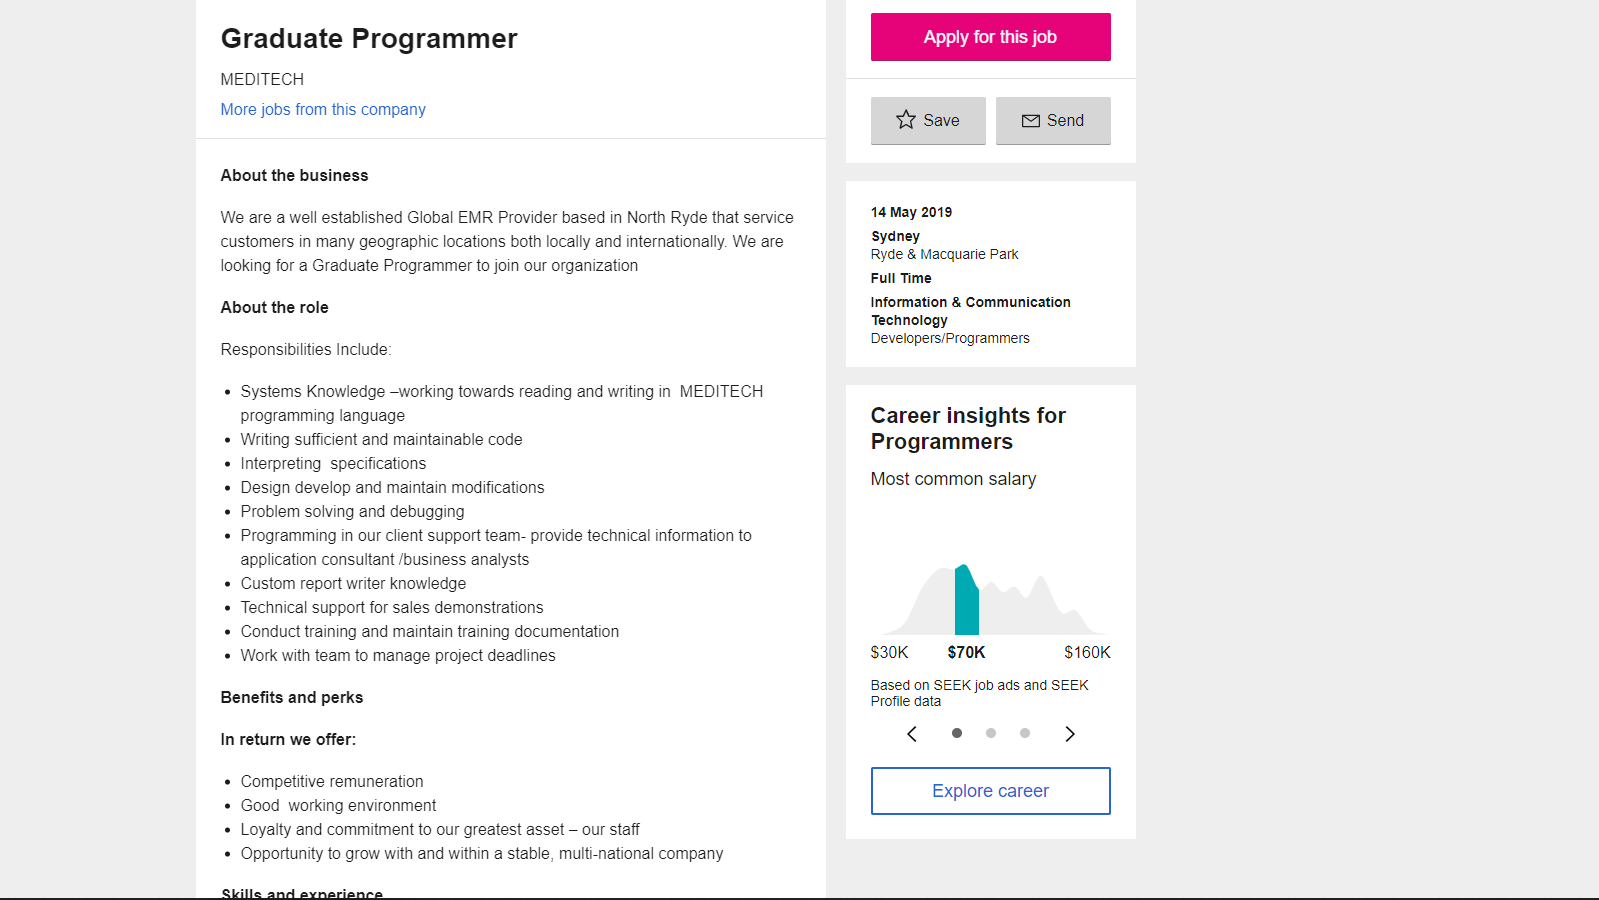 Graduate Programmer
MEDITECH
More jobs from this company
About the business
We are a well established Global EMR Provider based in North Ryde that service
customers in many geographic locations both locally and internationally. We are
looking for a Graduate Programmer to join our organization
About the role
Responsibilities Include:
Systems Knowledge –working towards reading and writing in  MEDITECH
programming language
Writing sufficient and maintainable code
Interpreting  specifications
Design develop and maintain modifications
Problem solving and debugging
Programming in our client support team- provide technical information to
application consultant /business analysts
Custom report writer knowledge
Technical support for sales demonstrations
Conduct training and maintain training documentation
Work with team to manage project deadlines
Benefits and perks
In return we offer:
Competitive remuneration
Good  working environment
Loyalty and commitment to our greatest asset – our staff
Opportunity to grow with and within a stable, multi-national company
Skills and experience
Apply for this job
Save
Send
14 May 2019
Sydney
Ryde & Macquarie Park
Full Time
Information & Communication
Technology
Developers/Programmers
Career insights for
Programmers
Most common salary
$30K $70K $160K
Based on SEEK job ads and SEEK
Profile data
Explore career